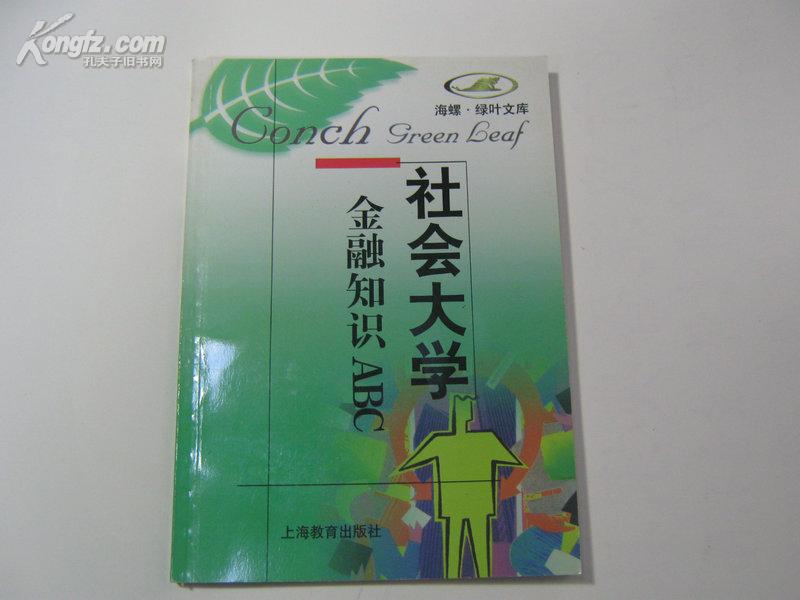 Kongfz.com
孔夫子旧书网
海螺·绿叶文库
Conch Green Leaf
社会大学
金融知识ABC
上海教育出版社